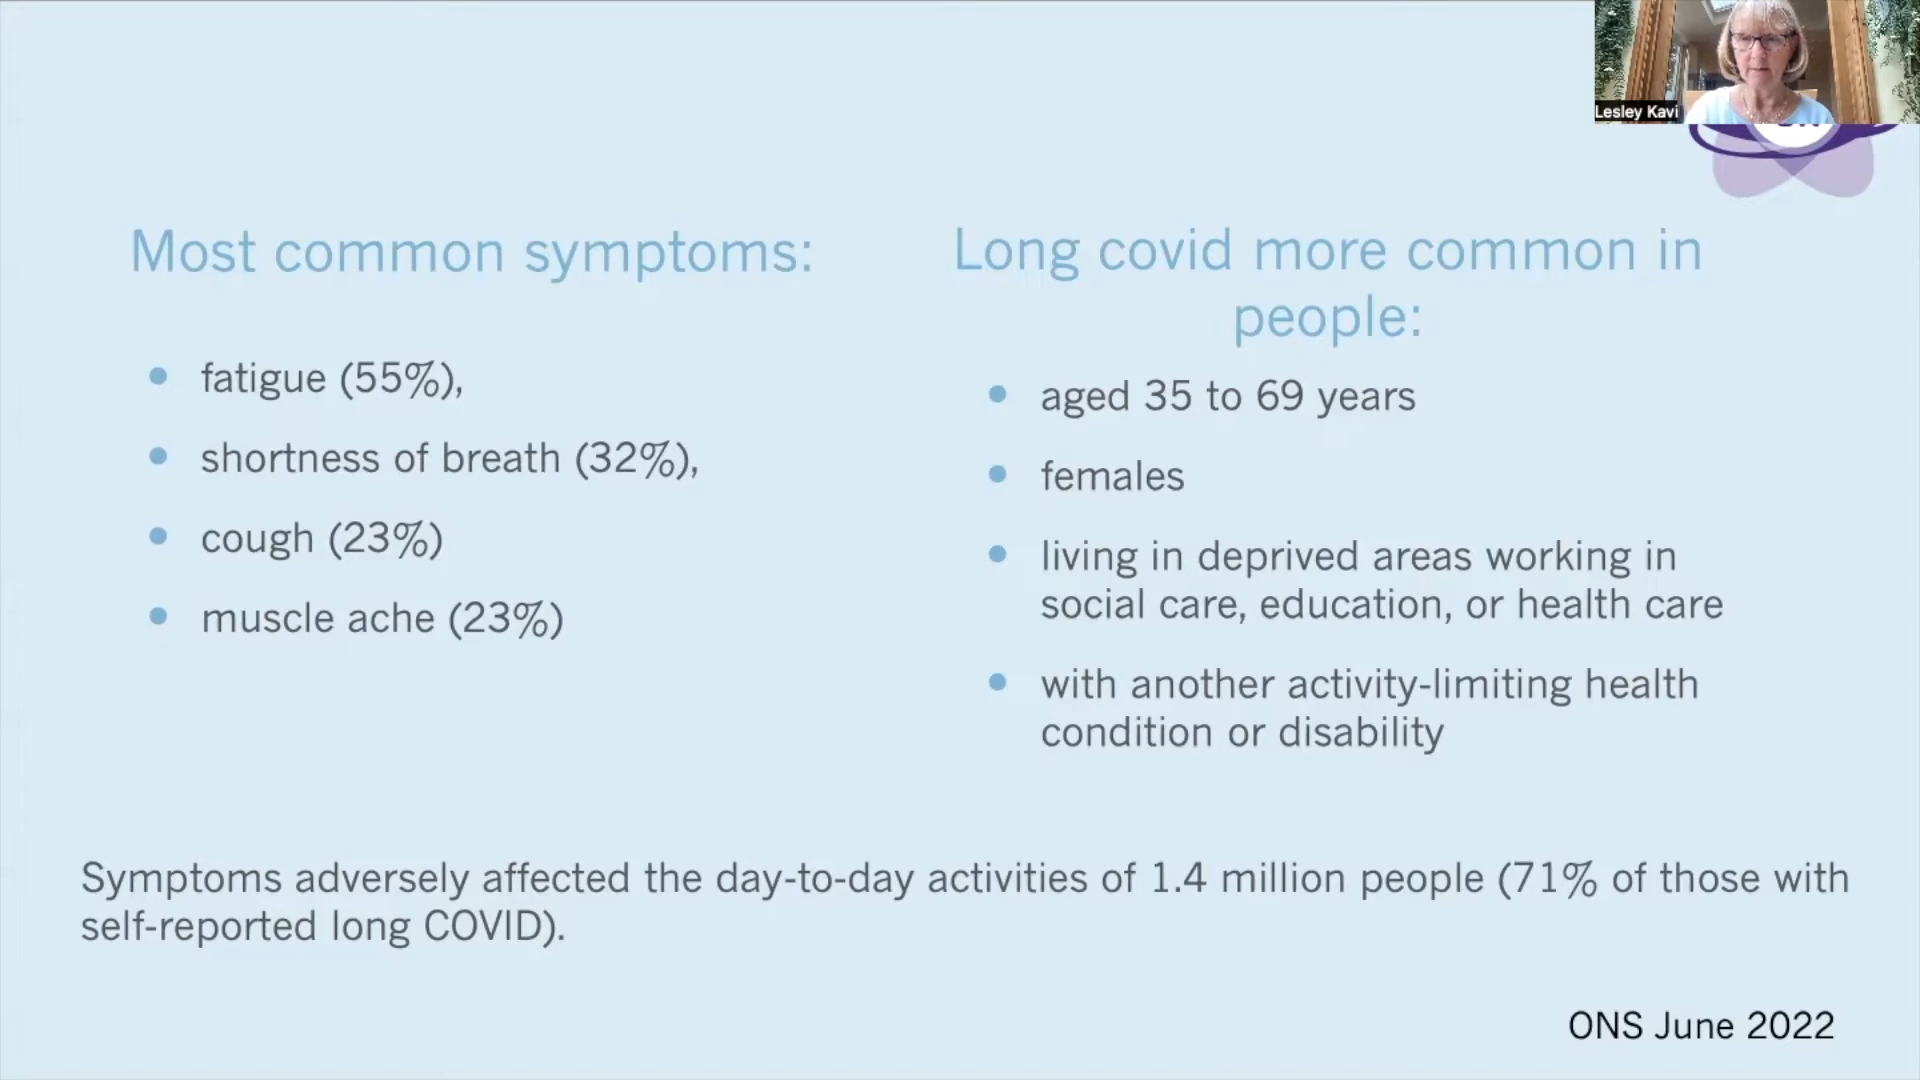 Lesley Kavi
Most common symptoms:
fatigue (55%),
shortness of breath (32%),
cough (23%)
muscle ache (23%)
Long covid more common in
people:
aged 35 to 69 years
females
living in deprived areas working in
social care, education, or health care
with another activity-limiting health
condition or disability
Symptoms adversely affected the day-to-day activities of 1.4 million people (71% of those with
self-reported long COVID).
ONS June 2022